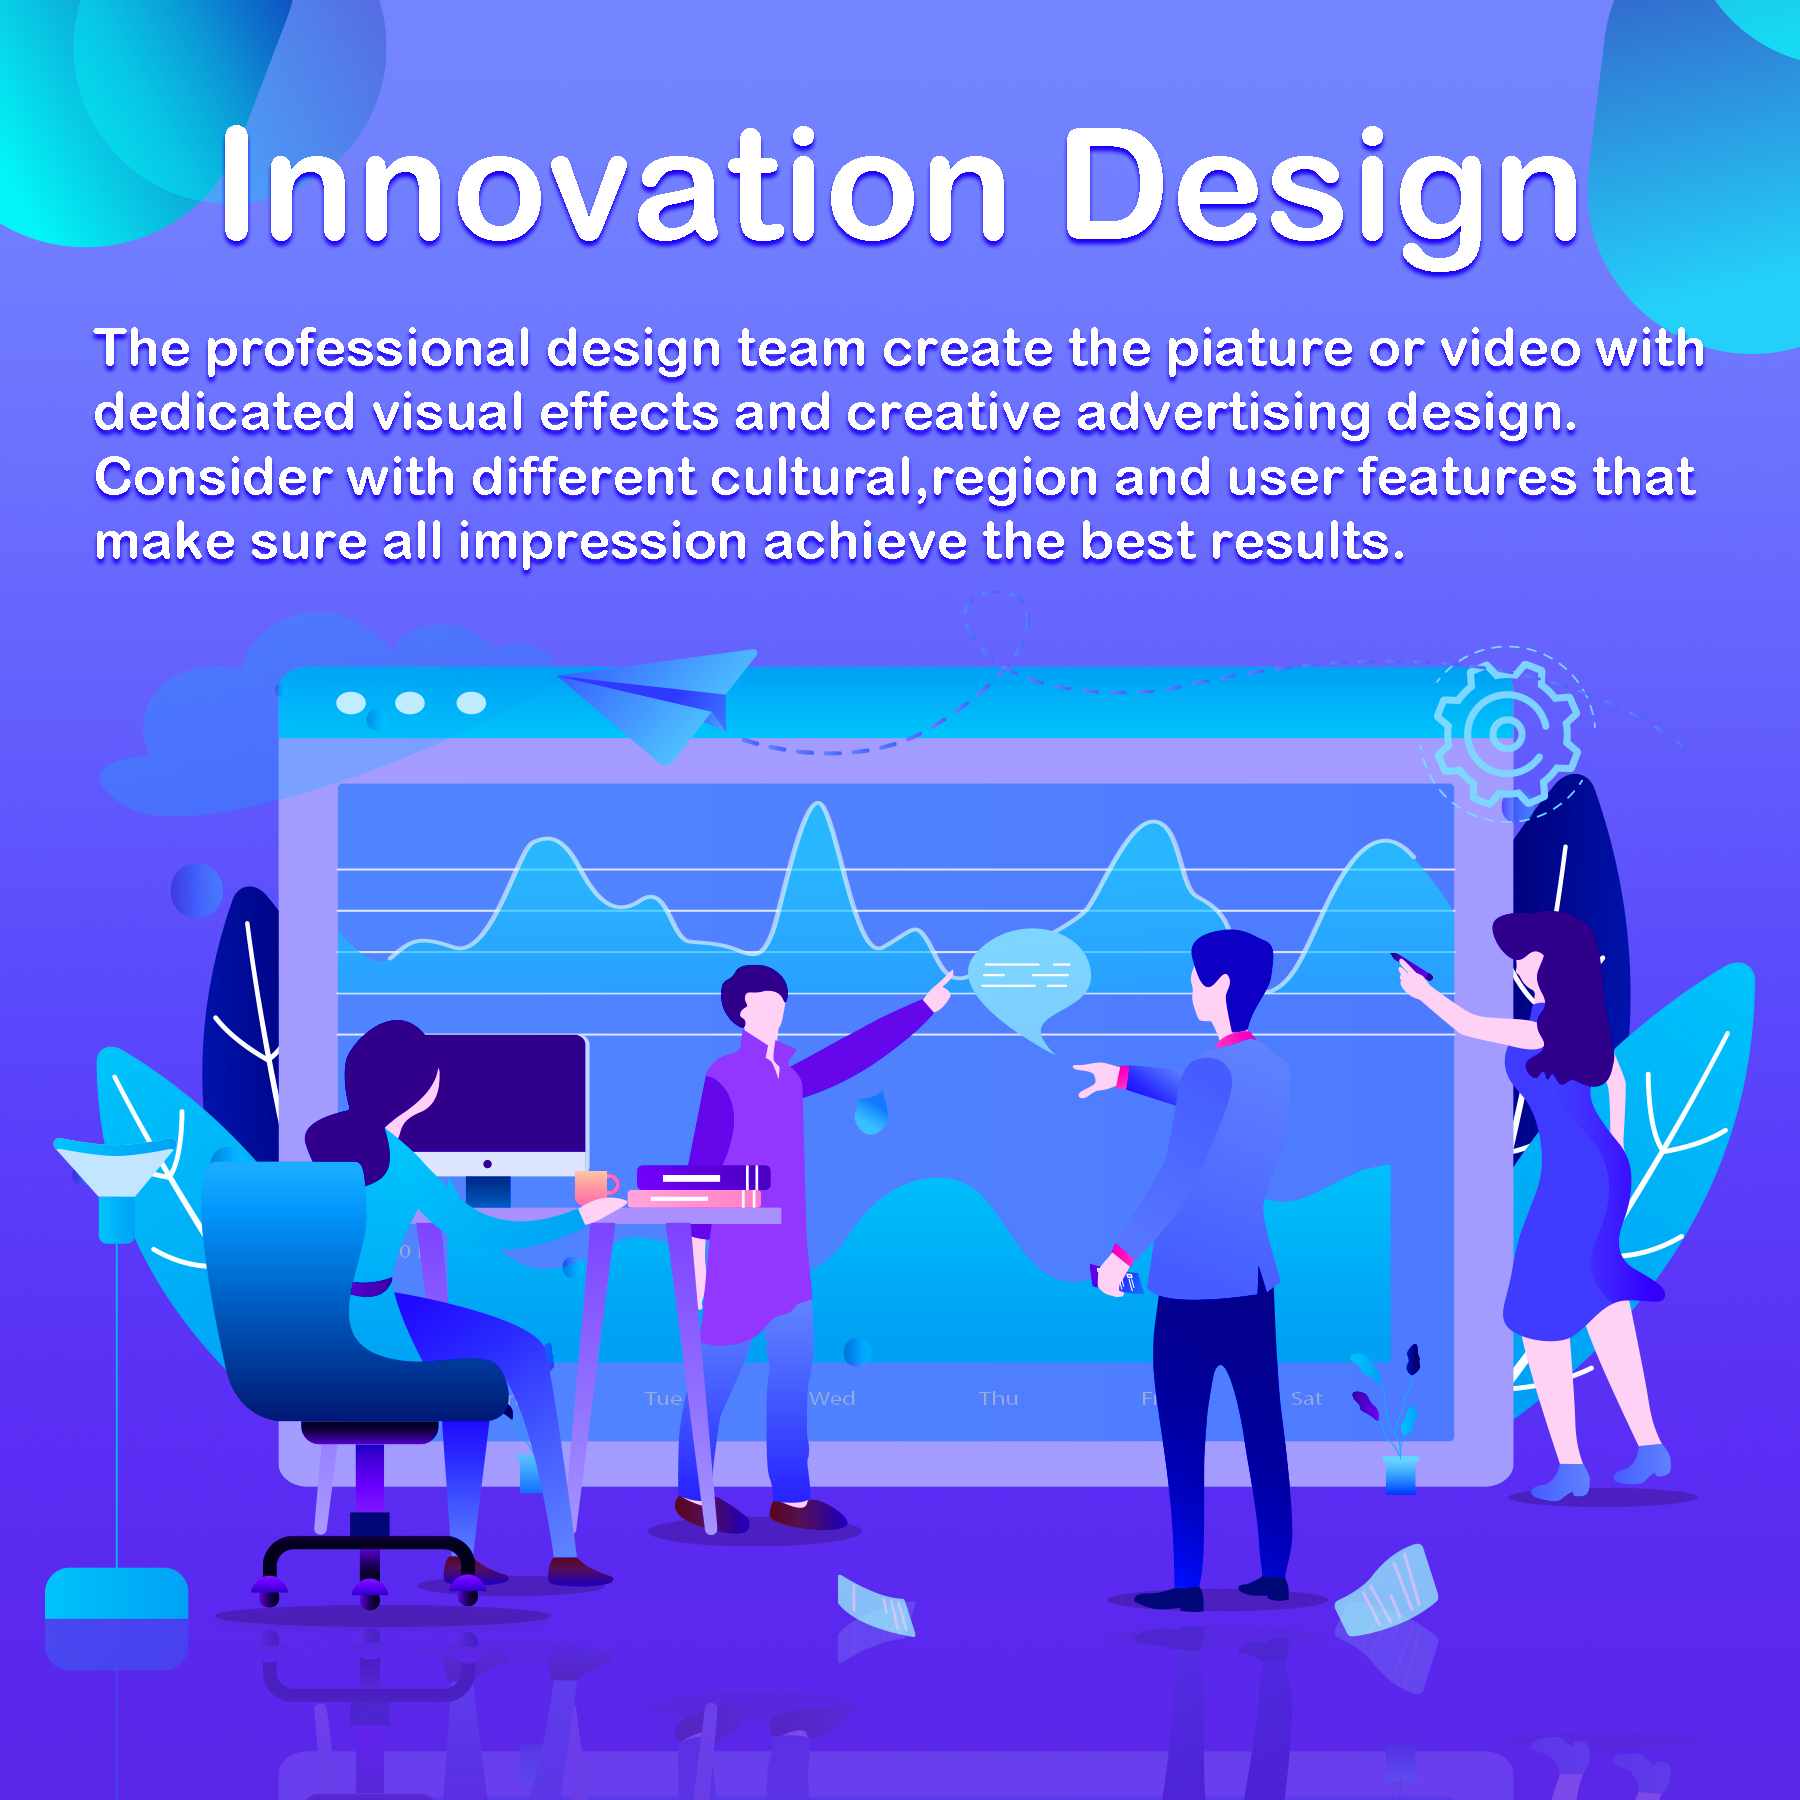 Innovation Design
The professional design team create the piature or video with
dedicated visual effects and creative advertising design.
Consider with different cultural,region and user features that
make sure all impression achieve the best results.
Tue Wed Thu Sat